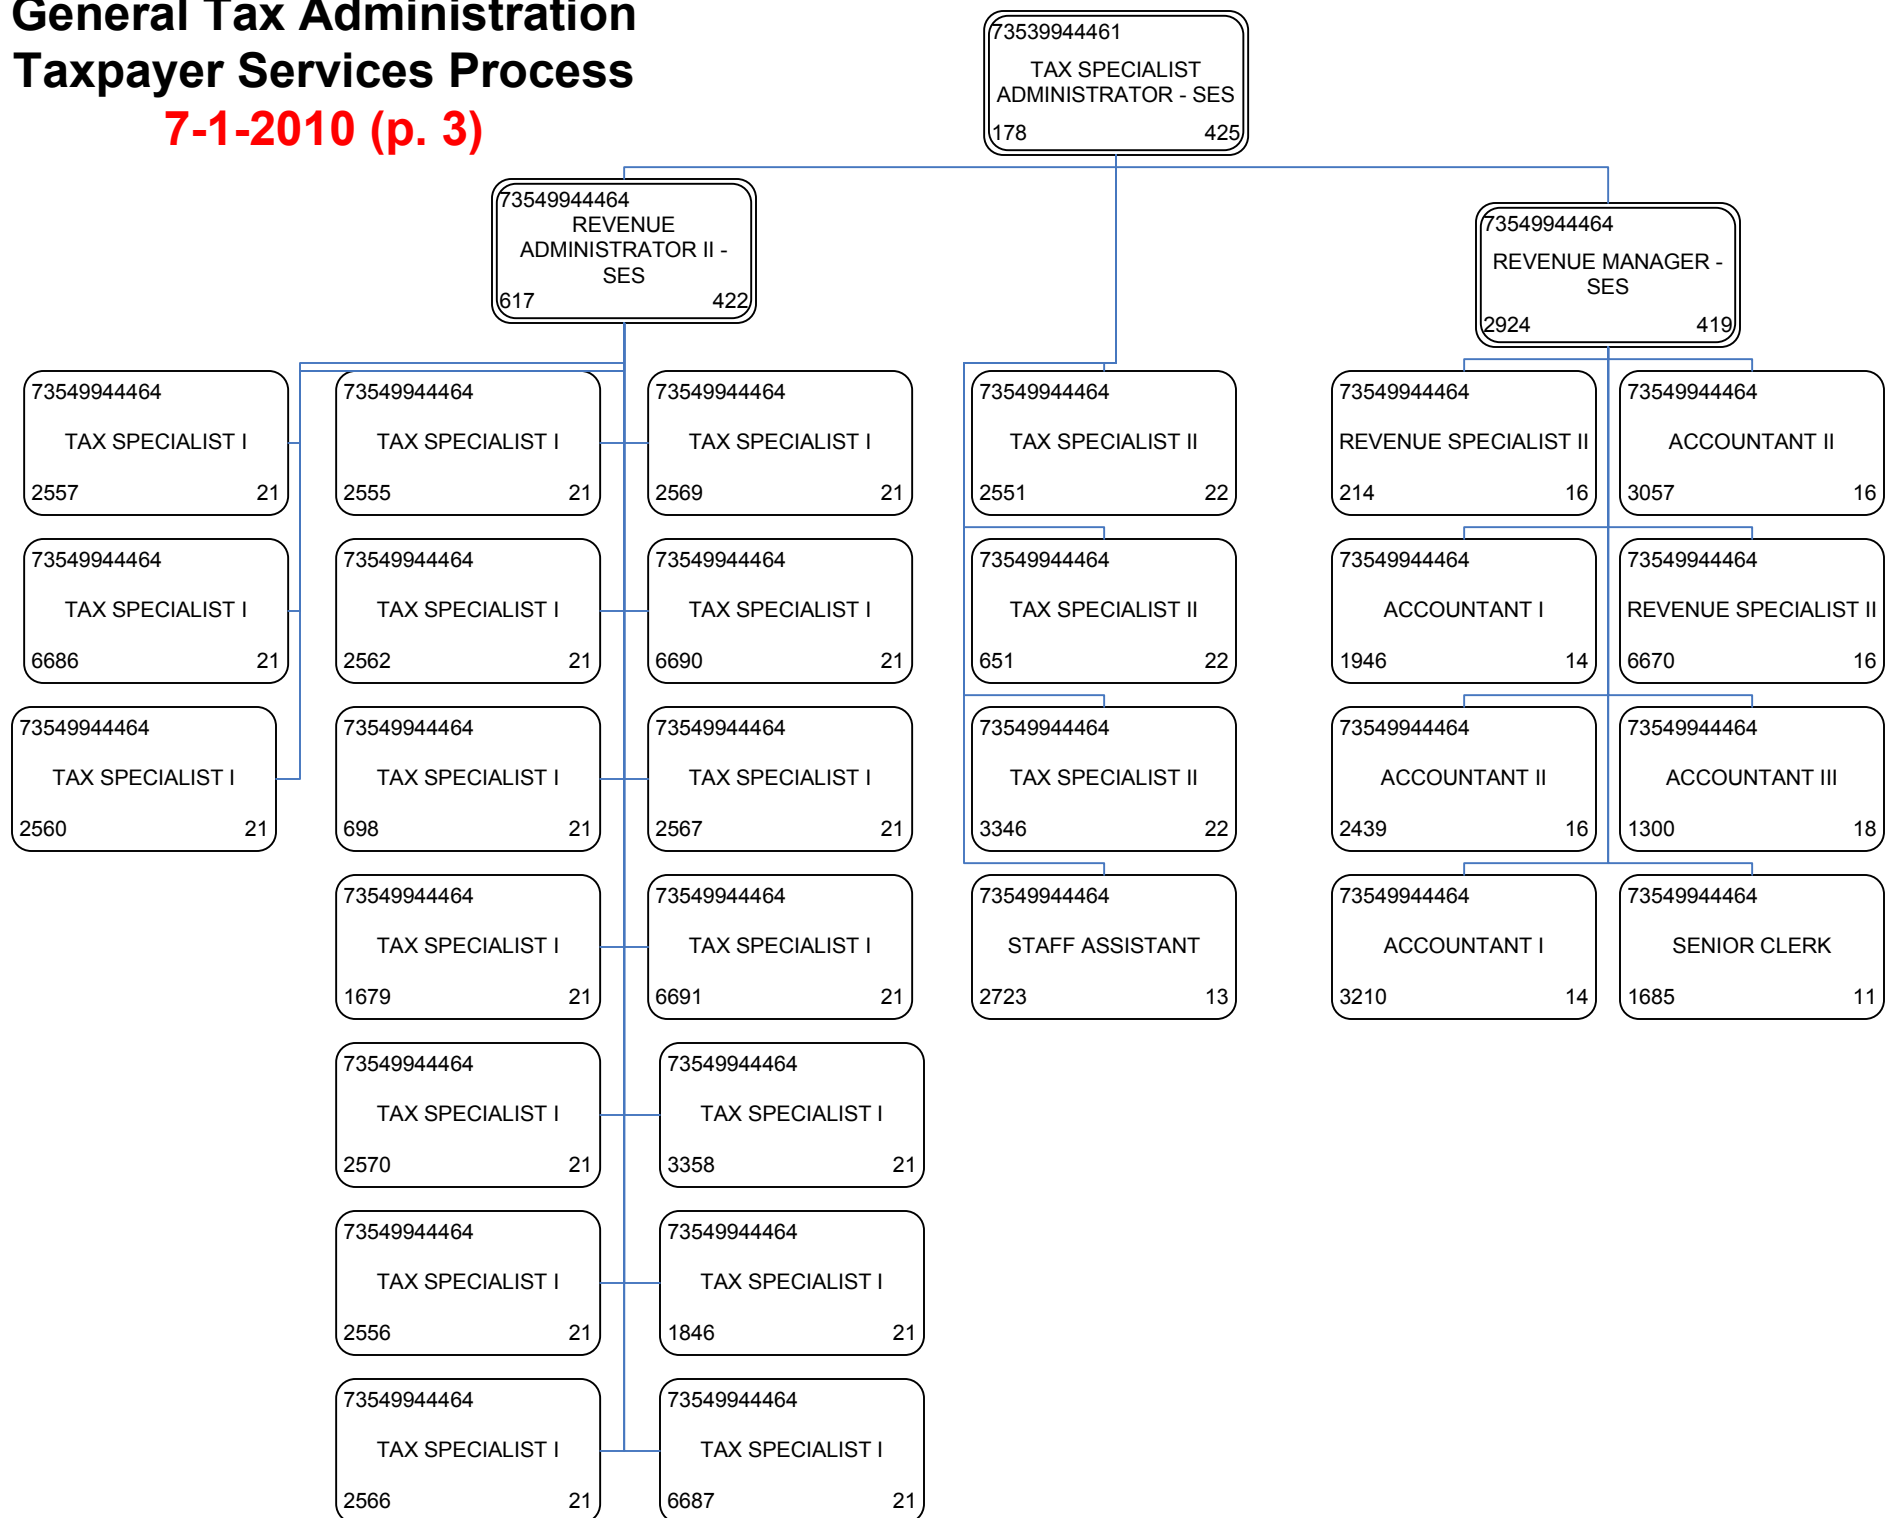 General Tax Administration
Taxpayer Services Process
7-1-2010 (p. 3)
73539944461
TAX SPECIALIST
ADMINISTRATOR - SES
178 425
73549944464
REVENUE
ADMINISTRATOR II -
SES
617 422
73549944464
REVENUE MANAGER -
SES
2924 419
73549944464
TAX SPECIALIST I
2557 21
73549944464
TAX SPECIALIST I
2555 21
73549944464
TAX SPECIALIST I
2569 21
73549944464
TAX SPECIALIST II
2551 22
73549944464
REVENUE SPECIALIST II
214 16
73549944464
ACCOUNTANT II
3057 16
73549944464
TAX SPECIALIST I
6686 21
73549944464
TAX SPECIALIST I
2562 21
73549944464
TAX SPECIALIST I
6690 21
73549944464
TAX SPECIALIST II
651 22
73549944464
ACCOUNTANT I
1946 14
73549944464
REVENUE SPECIALIST II
6670 16
73549944464
TAX SPECIALIST I
2560 21
73549944464
TAX SPECIALIST I
698 21
73549944464
TAX SPECIALIST I
2567 21
73549944464
TAX SPECIALIST II
3346 22
73549944464
ACCOUNTANT II
2439 16
73549944464
ACCOUNTANT III
1300 18
73549944464
TAX SPECIALIST I
1679 21
73549944464
TAX SPECIALIST I
6691 21
73549944464
STAFF ASSISTANT
2723 13
73549944464
ACCOUNTANT I
3210 14
73549944464
SENIOR CLERK
1685 11
73549944464
TAX SPECIALIST I
2570 21
73549944464
TAX SPECIALIST I
3358 21
73549944464
TAX SPECIALIST I
2556 21
73549944464
TAX SPECIALIST I
1846 21
73549944464
TAX SPECIALIST I
2566 21
73549944464
TAX SPECIALIST I
6687 21